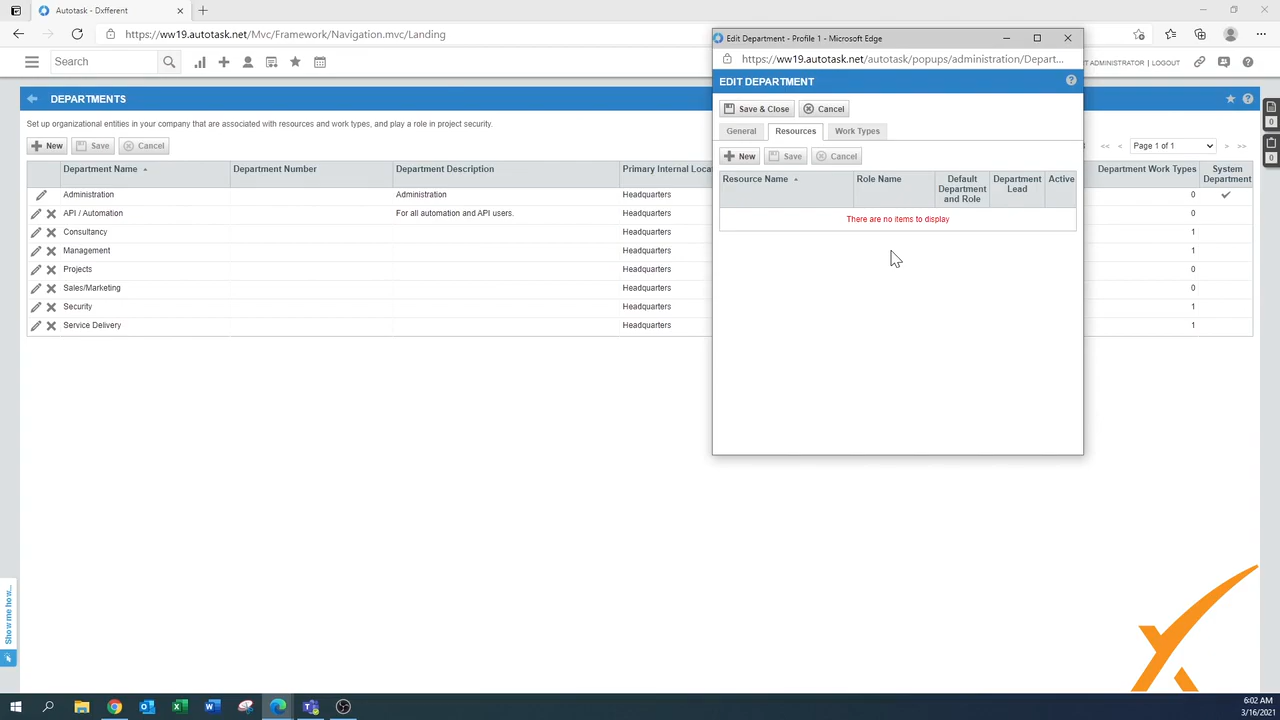 Autotask - Dxfferent
https://ww19.autotask.net/Mvc/Framework/Navigation.mvc/Landing
Search
ADMINISTRATOR | LOGOUT
DEPARTMENTS
Set up organizational entities in your company that are associated with resources and work types, and play a role in project security.
New Save Cancel
Page 1 of 1
Department Name Department Number Department Description Primary Internal Loca Department Work Types System Department
Administration Administration Headquarters 0
API / Automation For all automation and API users. Headquarters 0
Consultancy Headquarters 1
Management Headquarters 1
Projects Headquarters 0
Sales/Marketing Headquarters 0
Security Headquarters 1
Service Delivery Headquarters 1
Edit Department - Profile 1 - Microsoft Edge
https://ww19.autotask.net/autotask/popups/administration/Depart...
EDIT DEPARTMENT
Save & Close Cancel
General Resources Work Types
New Save Cancel
Resource Name Role Name Default Department and Role Department Lead Active
There are no items to display
0
0
Show me how...
6:02 AM
3/16/2021